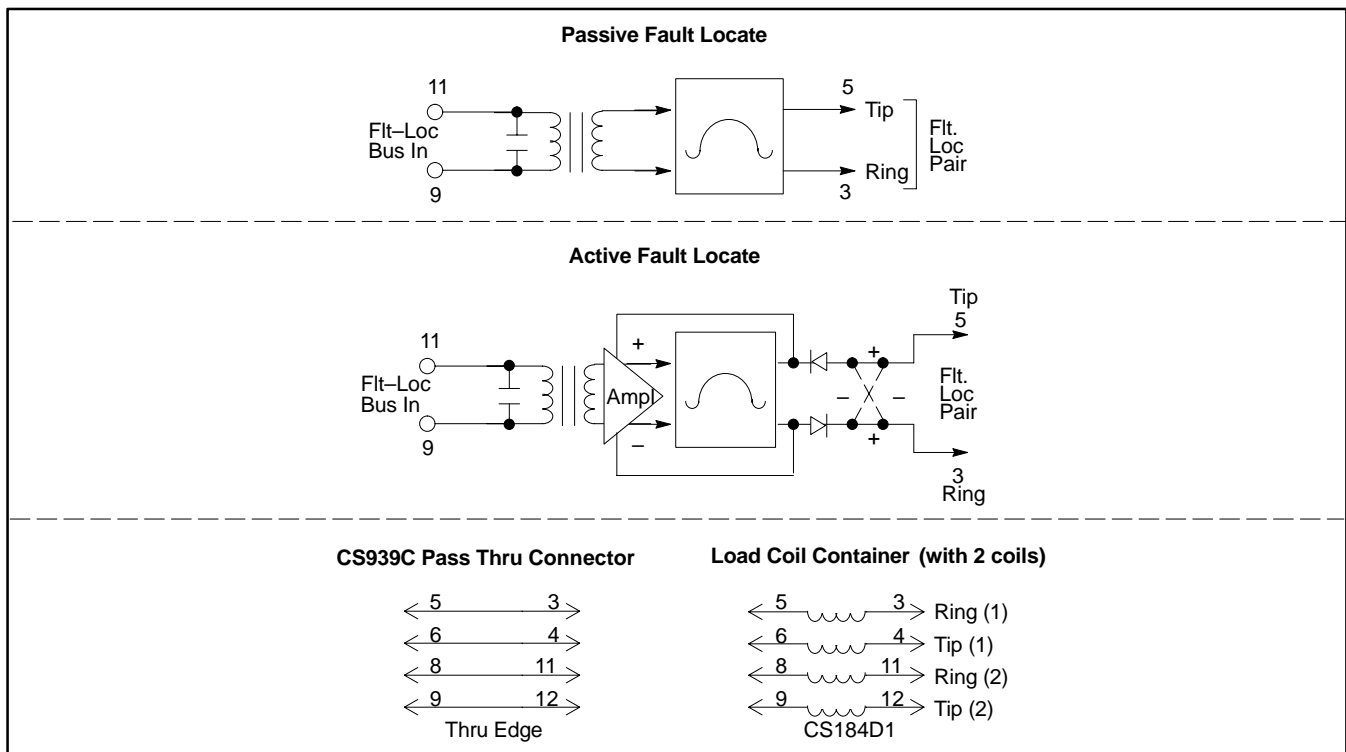 Passive Fault Locate
11
5
Tip
Flt–Loc
Bus In
Flt.
Loc
Pair
Ring
9
3
Active Fault Locate
Tip
5
11
+
+
Flt–Loc
Bus In
Ampl
– –
Flt.
Loc
Pair
9
–
+
3
Ring
CS939C Pass Thru Connector
5 3
6 4
8 11
9 12
Thru Edge
Load Coil Container (with 2 coils)
5 3 Ring (1)
6 4 Tip (1)
8 11 Ring (2)
9 12 Tip (2)
CS184D1